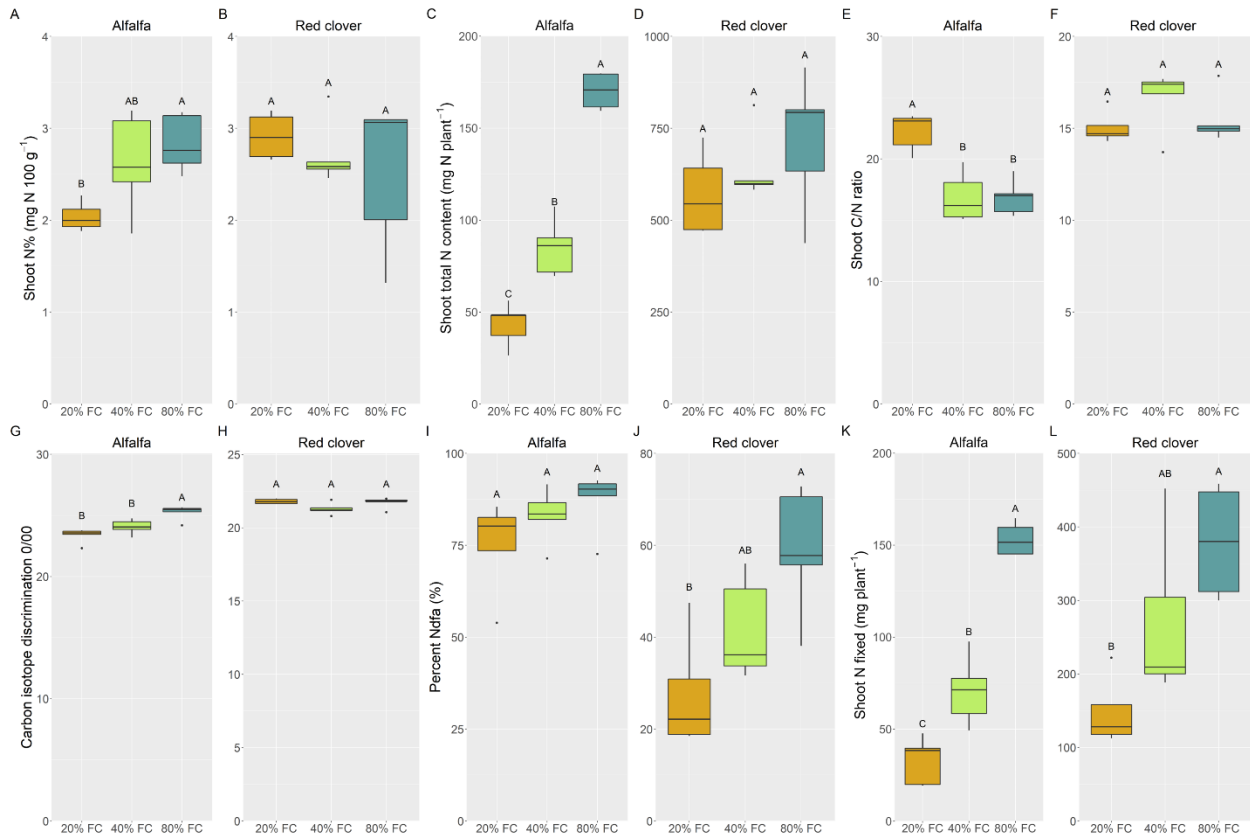 A
Alfalfa
Shoot N% (mg N 100 g⁻¹)
4
3
2
1
0
B
AB
A
20% FC 40% FC 80% FC
B
Red clover
4
3
2
1
0
A
A
A
20% FC 40% FC 80% FC
C
Alfalfa
Shoot total N content (mg N plant⁻¹)
200
150
100
50
0
C
B
A
20% FC 40% FC 80% FC
D
Red clover
1000
750
500
250
0
A
A
A
20% FC 40% FC 80% FC
E
Alfalfa
Shoot C/N ratio
30
20
10
0
A
B
B
20% FC 40% FC 80% FC
F
Red clover
20
15
10
5
0
A
A
A
20% FC 40% FC 80% FC
G
Alfalfa
Carbon isotope discrimination 0/00
30
20
10
0
B
B
A
20% FC 40% FC 80% FC
H
Red clover
25
20
15
10
5
0
A
A
A
20% FC 40% FC 80% FC
I
Alfalfa
Percent Ndfa (%)
100
75
50
25
0
A
A
A
20% FC 40% FC 80% FC
J
Red clover
80
60
40
20
0
B
AB
A
20% FC 40% FC 80% FC
K
Alfalfa
Shoot N fixed (mg plant⁻¹)
200
150
100
50
0
C
B
A
20% FC 40% FC 80% FC
L
Red clover
500
400
300
200
100
0
B
AB
A
20% FC 40% FC 80% FC